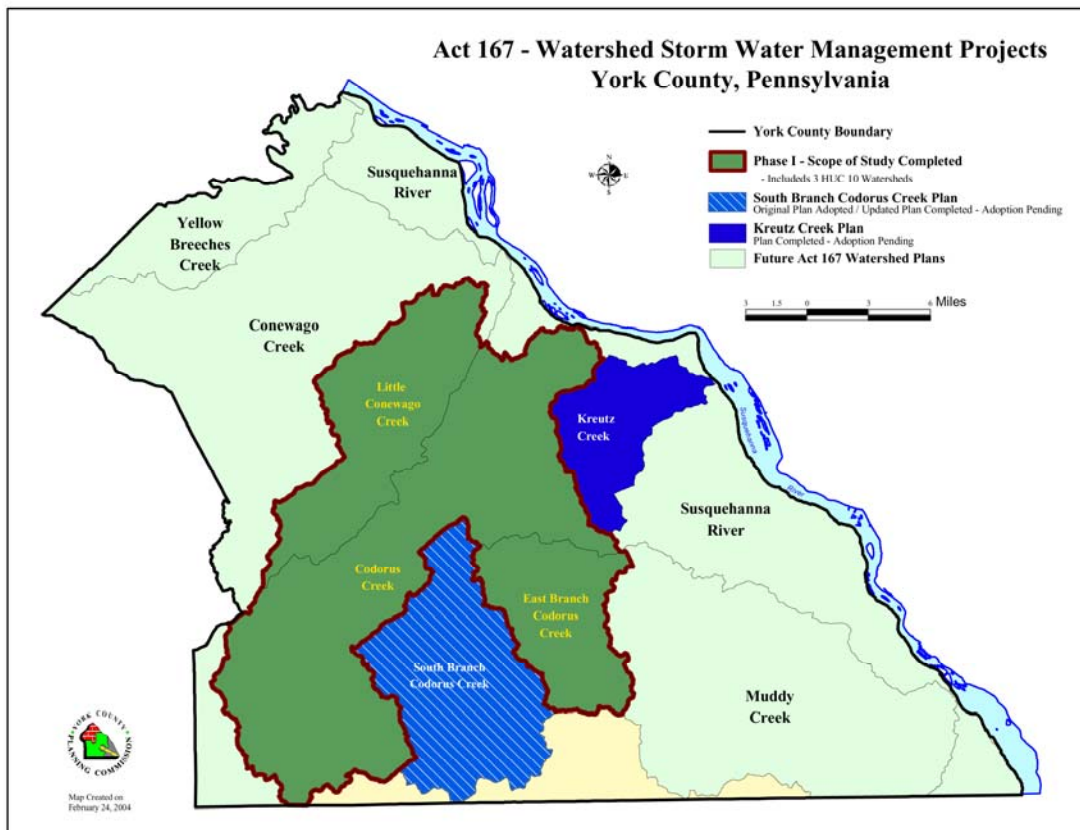 Act 167 - Watershed Storm Water Management Projects
York County, Pennsylvania
York County Boundary
Phase I - Scope of Study Completed
- Includeds 3 HUC 10 Watersheds
South Branch Codorus Creek Plan
Original Plan Adopted / Updated Plan Completed - Adoption Pending
Kreutz Creek Plan
Plan Completed - Adoption Pending
Future Act 167 Watershed Plans
N
W E
S
3 1.5 0 3 6 Miles
Susquehanna
River
Yellow
Breeches
Creek
Conewago
Creek
Little
Conewago
Creek
Kreutz
Creek
Susquehanna
River
Susquehanna
River
Codorus
Creek
East Branch
Codorus
Creek
South Branch
Codorus Creek
Muddy
Creek
YORK COUNTY
PLANNING COMMISSION
Map Created on
February 24, 2004